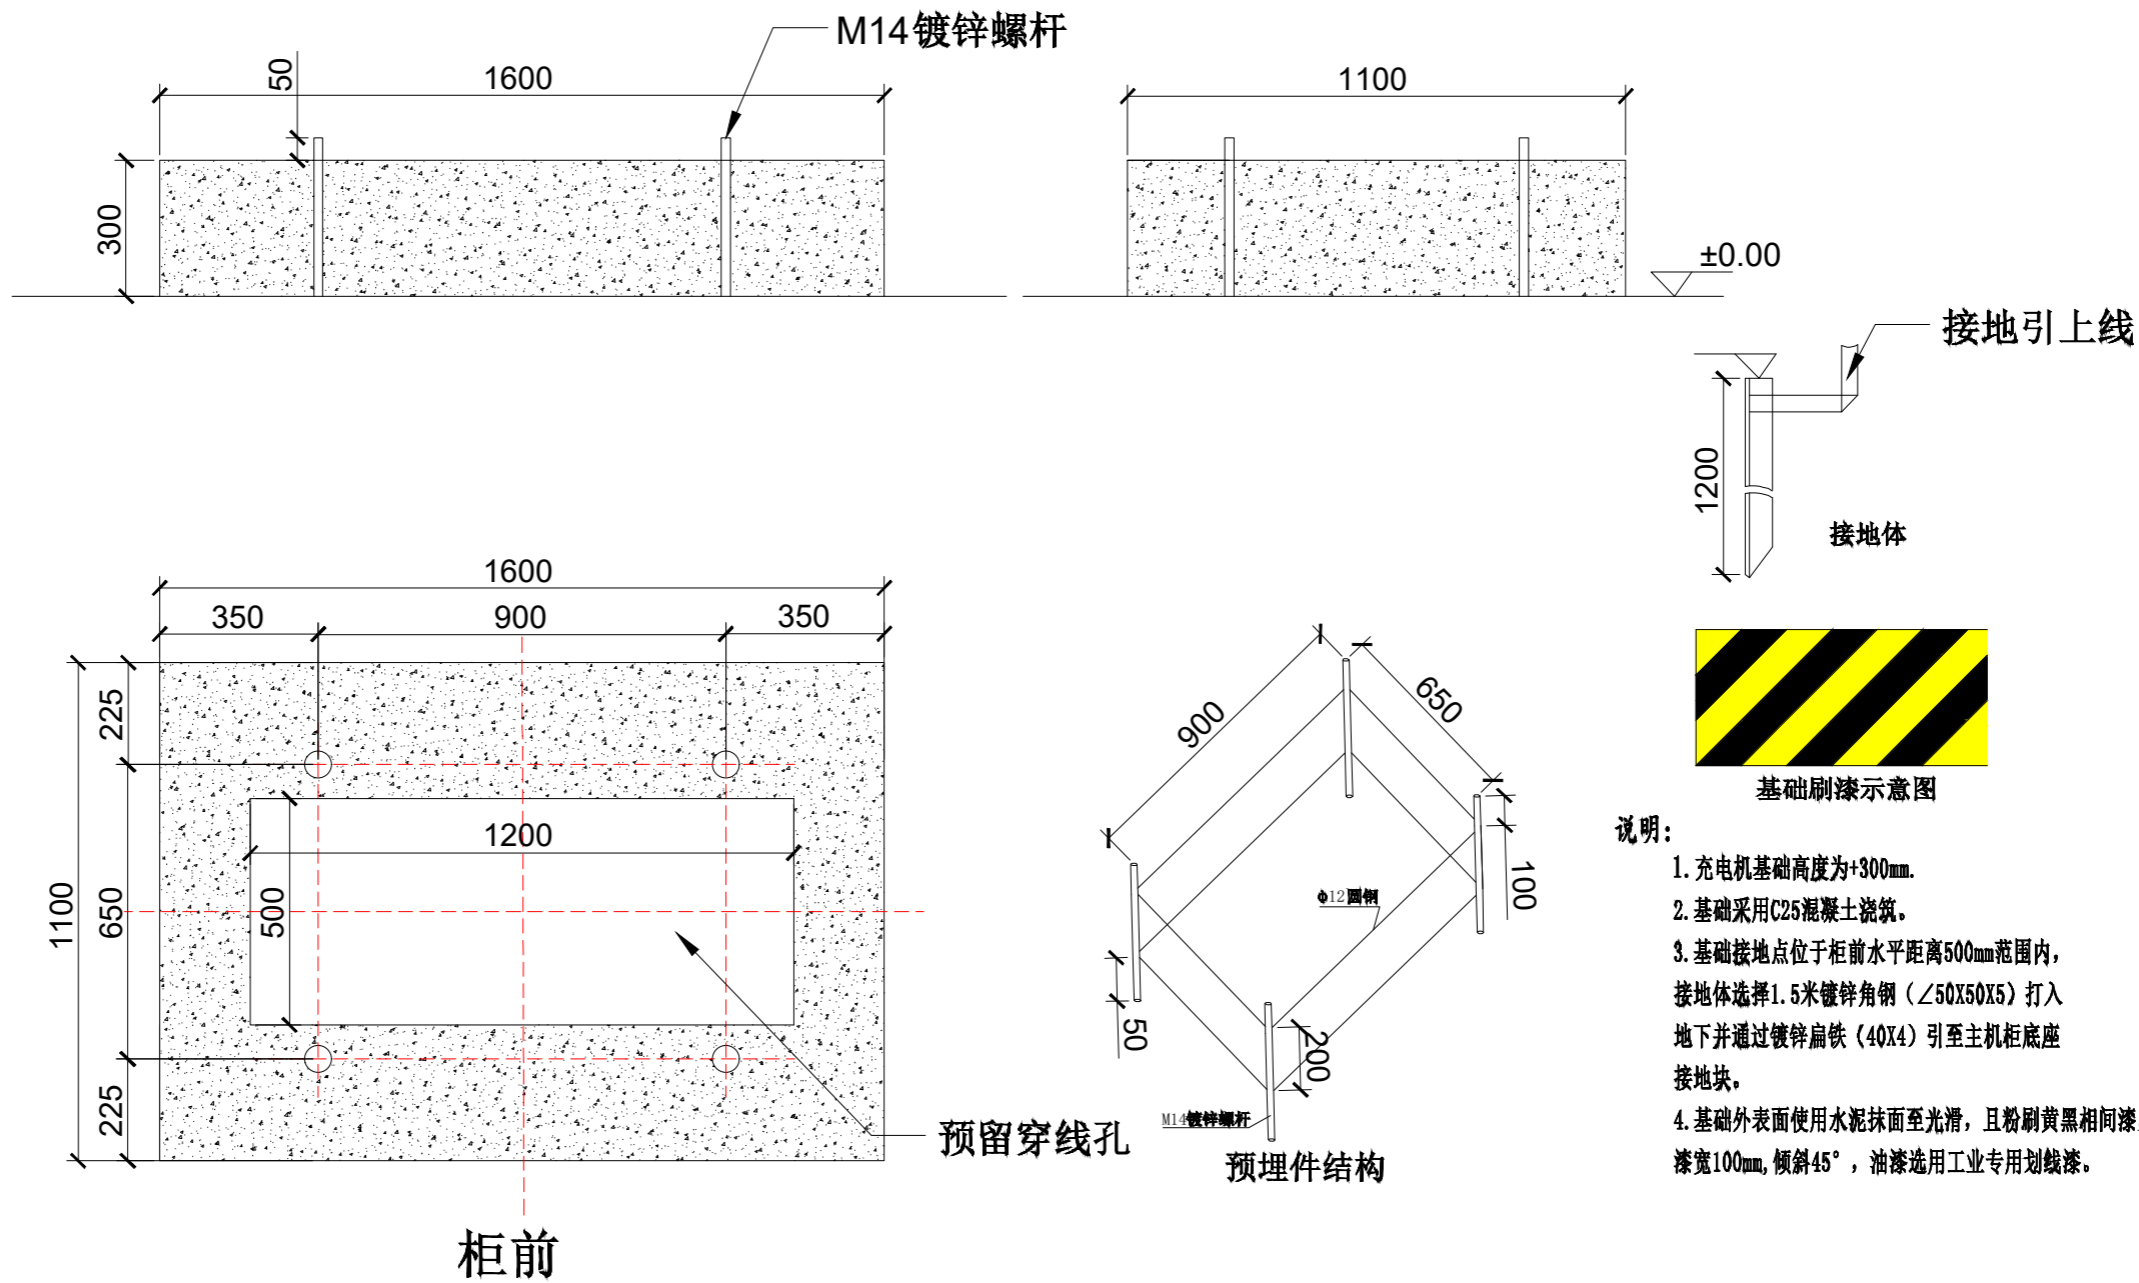 M14镀锌螺杆
50
1600
1100
300
±0.00
接地引上线
1200
接地体
1600
350
900
350
225
650
225
1100
1200
500
预留穿线孔
柜前
900
650
100
ф12圆钢
50
200
M14镀锌螺杆
预埋件结构
基础刷漆示意图
说明：
1.充电机基础高度为+300mm.
2.基础采用C25混凝土浇筑。
3.基础接地点位于柜前水平距离500mm范围内，
接地体选择1.5米镀锌角钢（∠50X50X5）打入
地下并通过镀锌扁铁（40X4）引至主机柜底座
接地块。
4.基础外表面使用水泥抹面至光滑，且粉刷黄黑相间漆
漆宽100mm,倾斜45°，油漆选用工业专用划线漆。